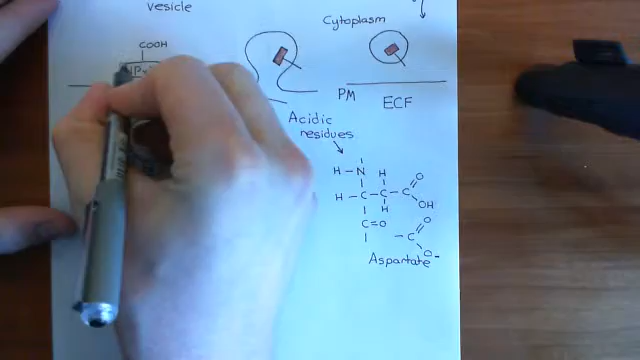 vesicle
Cytoplasm
COOH
PM
ECF
Acidic
residues
H - N H O
H - C - C - C
H OH
C=O O
- C
O-
Aspartate